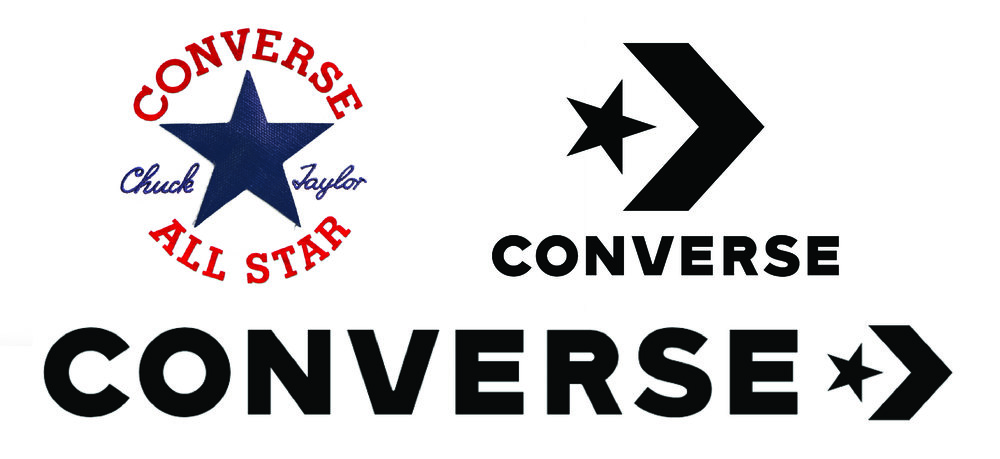 CONVERSE
Chuck Taylor
ALL STAR
CONVERSE
CONVERSE